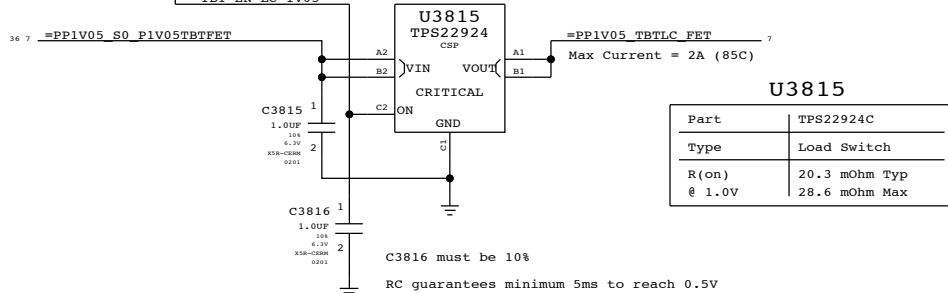 U3815
TPS22924
CSP
36 7 =PP1V05_S0_P1V05TBTFET
=PP1V05_TBTLC_FET 7
A2 A1
Max Current = 2A (85C)
VIN VOUT
B2 B1
U3815
CRITICAL
C3815 1
C2 ON
1.0UF
Part TPS22924C
GND
10%
6.3V
2
Type Load Switch
X5R-CERM
C1
0201
R(on) 20.3 mOhm Typ
@ 1.0V 28.6 mOhm Max
C3816 1
1.0UF
10%
6.3V
2
X5R-CERM
0201
C3816 must be 10%
RC guarantees minimum 5ms to reach 0.5V